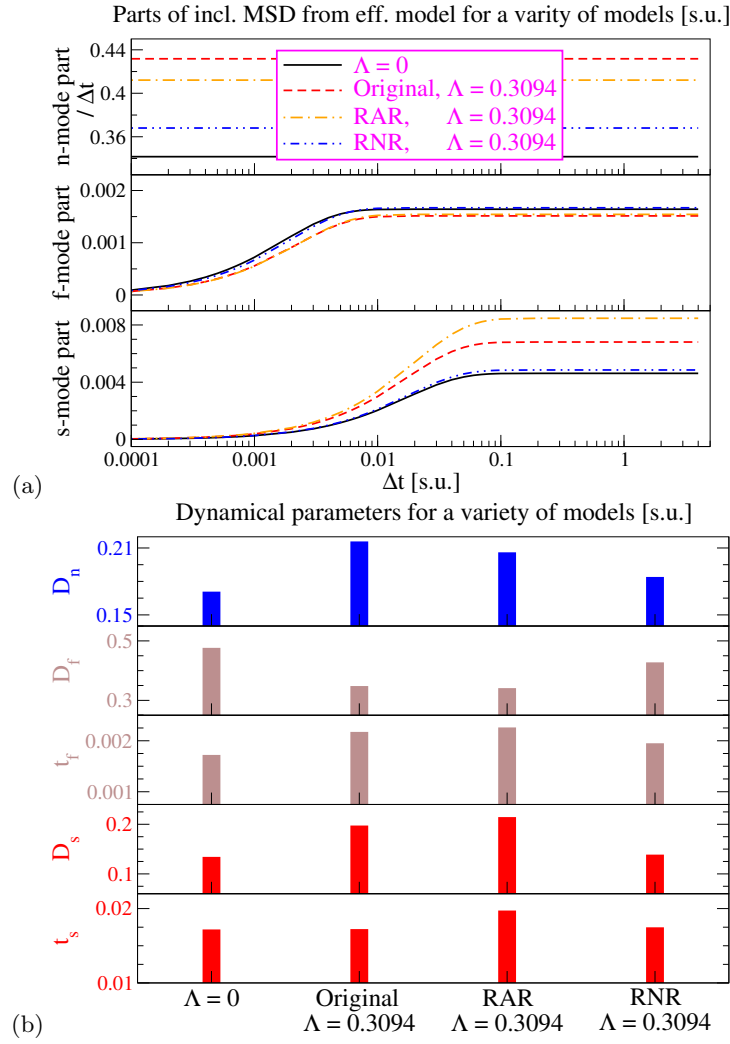 Parts of incl. MSD from eff. model for a varity of models [s.u.]
n-mode part
/ Δt
0.44
0.4
0.36
Λ = 0
Original, Λ = 0.3094
RAR, Λ = 0.3094
RNR, Λ = 0.3094
f-mode part
0.002
0.001
0
s-mode part
0.008
0.004
0
0.0001 0.001 0.01 0.1 1
Δt [s.u.]
(a)
Dynamical parameters for a variety of models [s.u.]
D_n
0.21
0.15
D_f
0.5
0.3
t_f
0.002
0.001
D_s
0.2
0.1
t_s
0.02
0.01
Λ = 0 Original RAR RNR
Λ = 0.3094 Λ = 0.3094 Λ = 0.3094
(b)